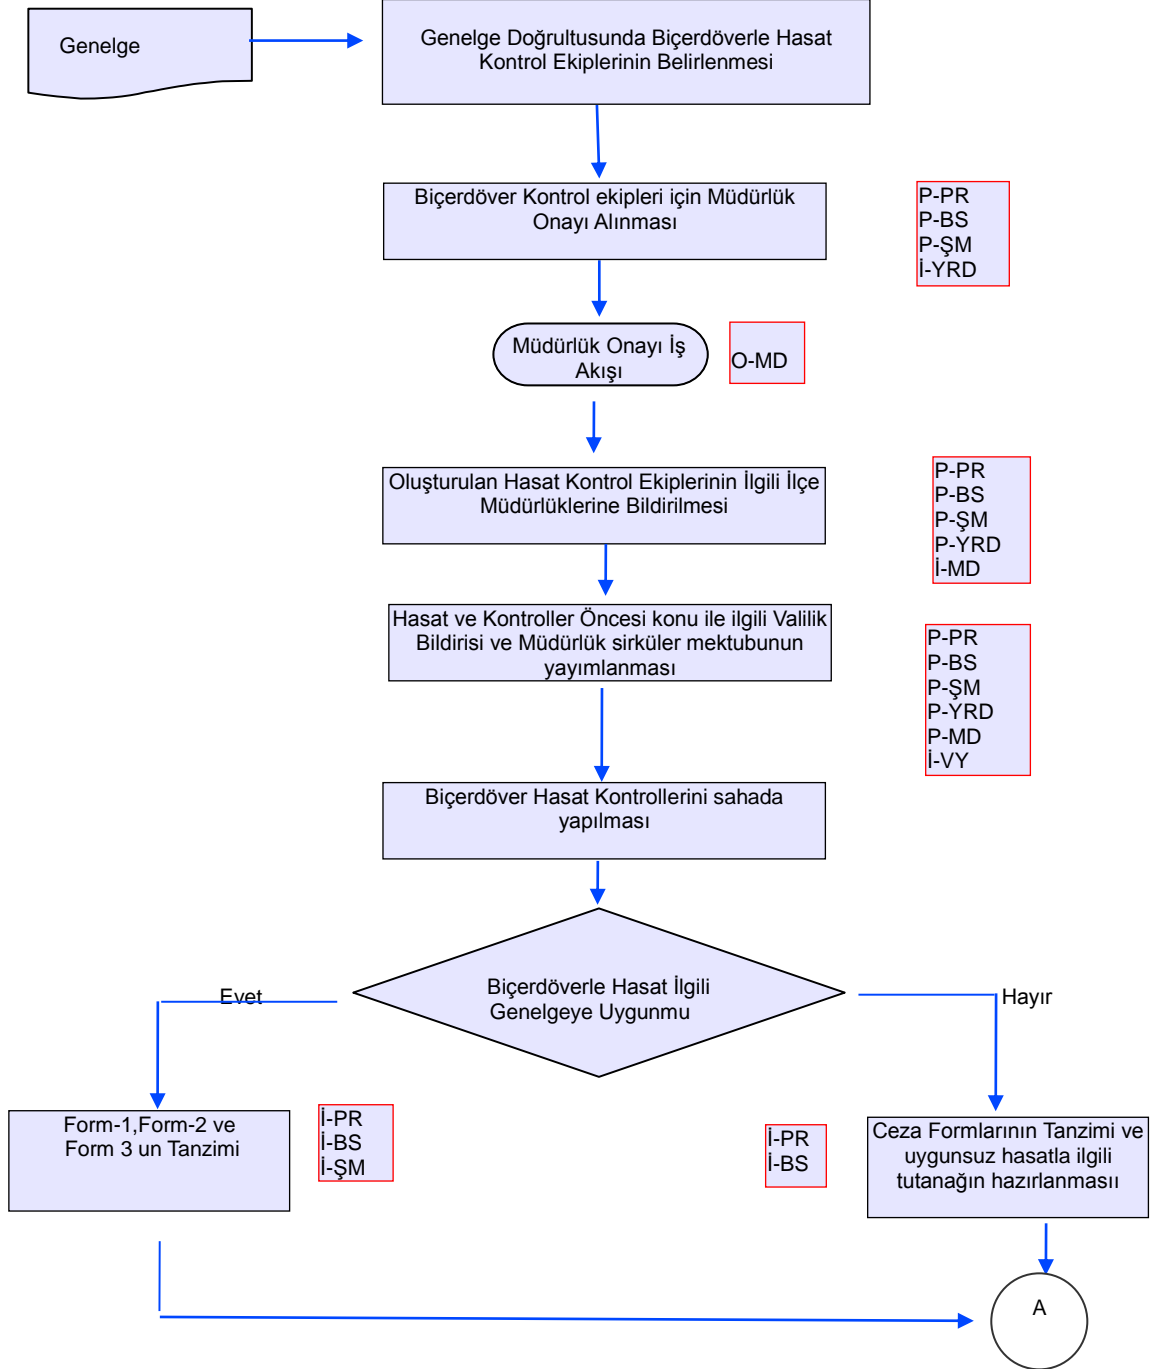 Genelge
Genelge Doğrultusunda Biçerdöverle Hasat
Kontrol Ekiplerinin Belirlenmesi
Biçerdöver Kontrol ekipleri için Müdürlük
Onayı Alınması
P-PR
P-BS
P-ŞM
İ-YRD
Müdürlük Onayı İş
Akışı
O-MD
Oluşturulan Hasat Kontrol Ekiplerinin İlgili İlçe
Müdürlüklerine Bildirilmesi
P-PR
P-BS
P-ŞM
P-YRD
İ-MD
Hasat ve Kontroller Öncesi konu ile ilgili Valilik
Bildirisi ve Müdürlük sirküler mektubunun
yayımlanması
P-PR
P-BS
P-ŞM
P-YRD
P-MD
İ-VY
Biçerdöver Hasat Kontrollerini sahada
yapılması
Biçerdöverle Hasat İlgili
Genelgeye Uygunmu
Evet
Hayır
Form-1,Form-2 ve
Form 3 un Tanzimi
İ-PR
İ-BS
İ-ŞM
İ-PR
İ-BS
Ceza Formlarının Tanzimi ve
uygunsuz hasatla ilgili
tutanağın hazırlanmasıı
A